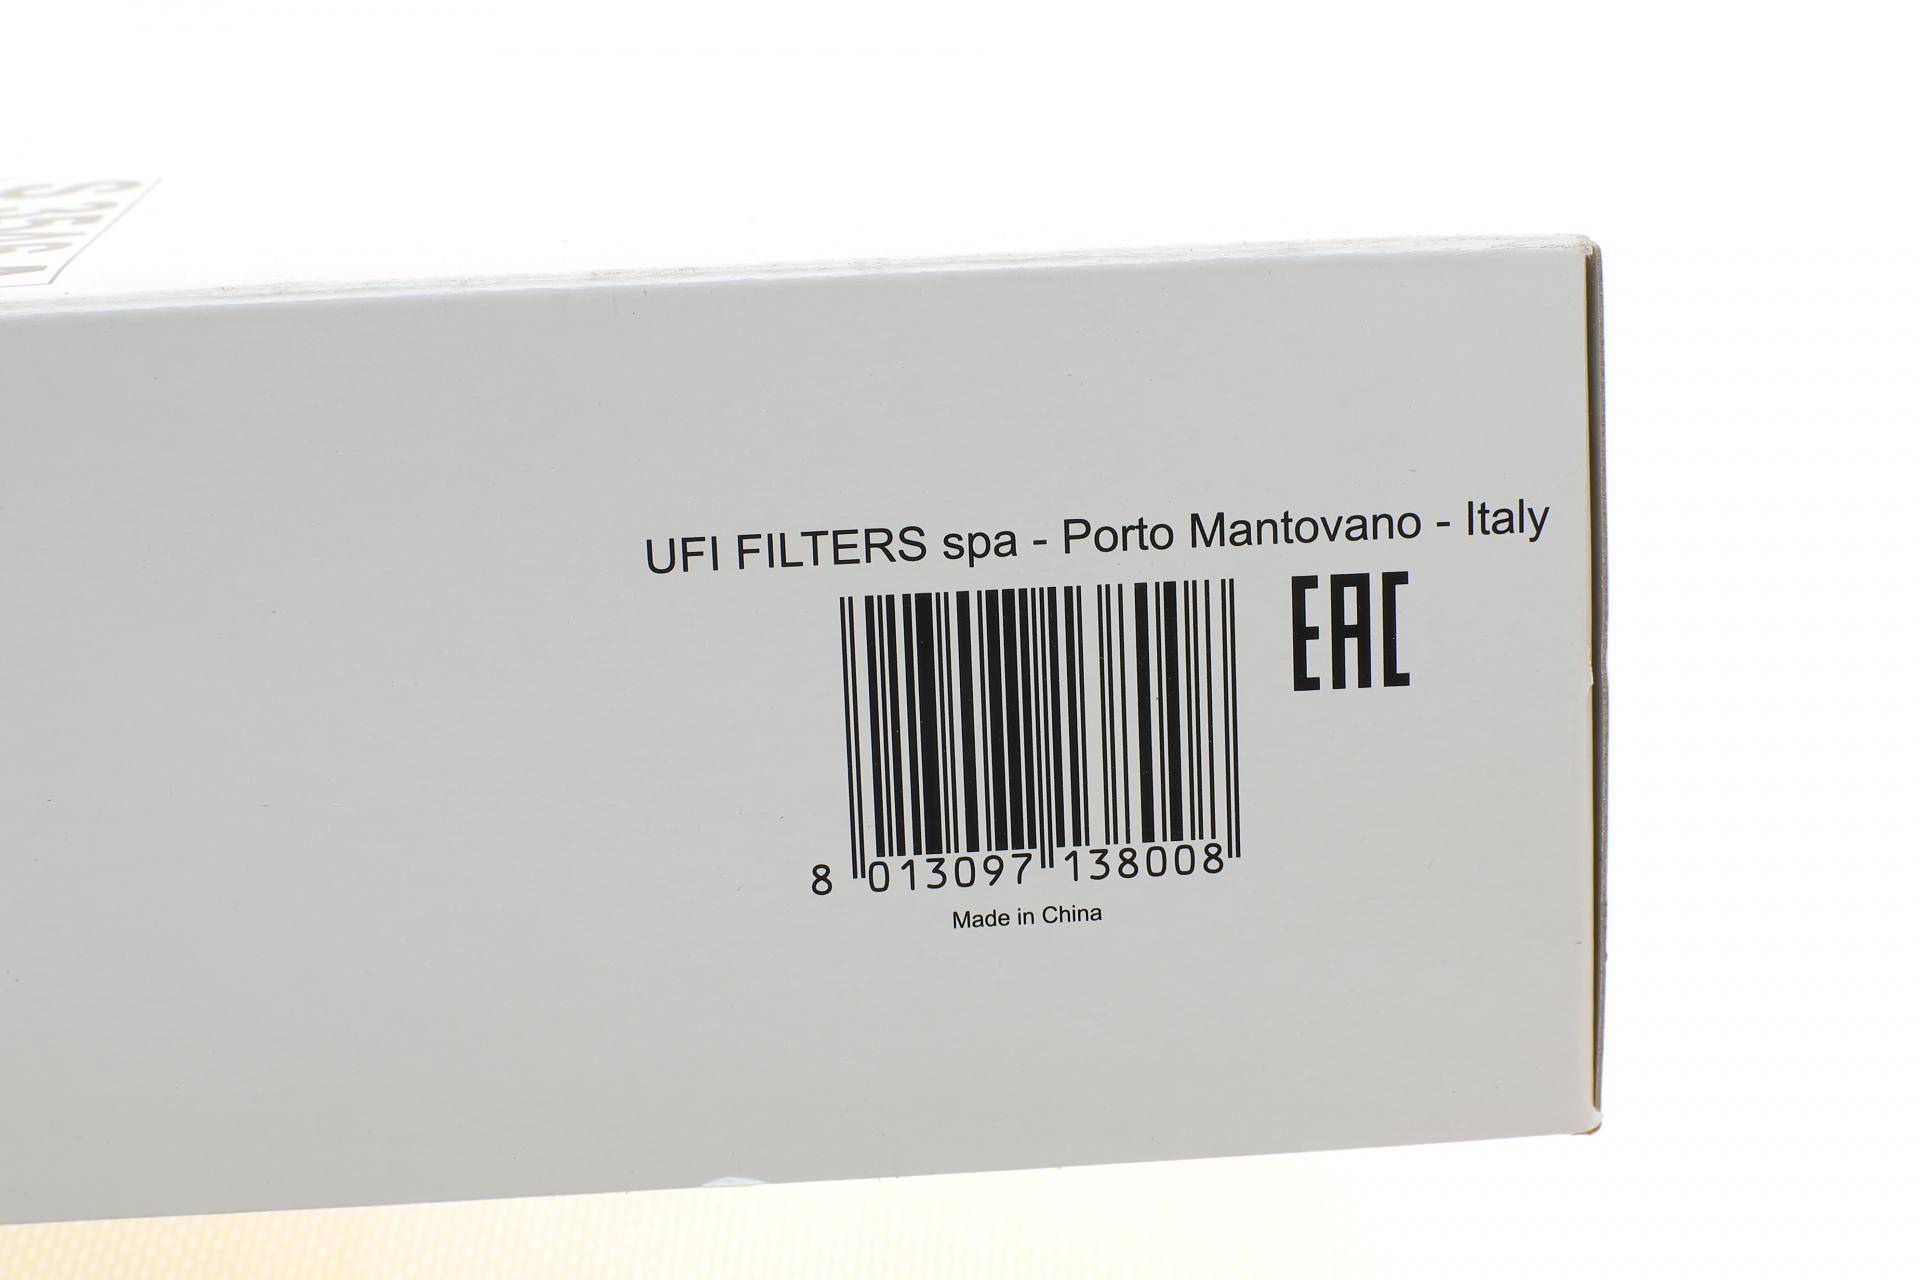 UFI FILTERS spa - Porto Mantovano - Italy
EAC
8 013097 138008
Made in China